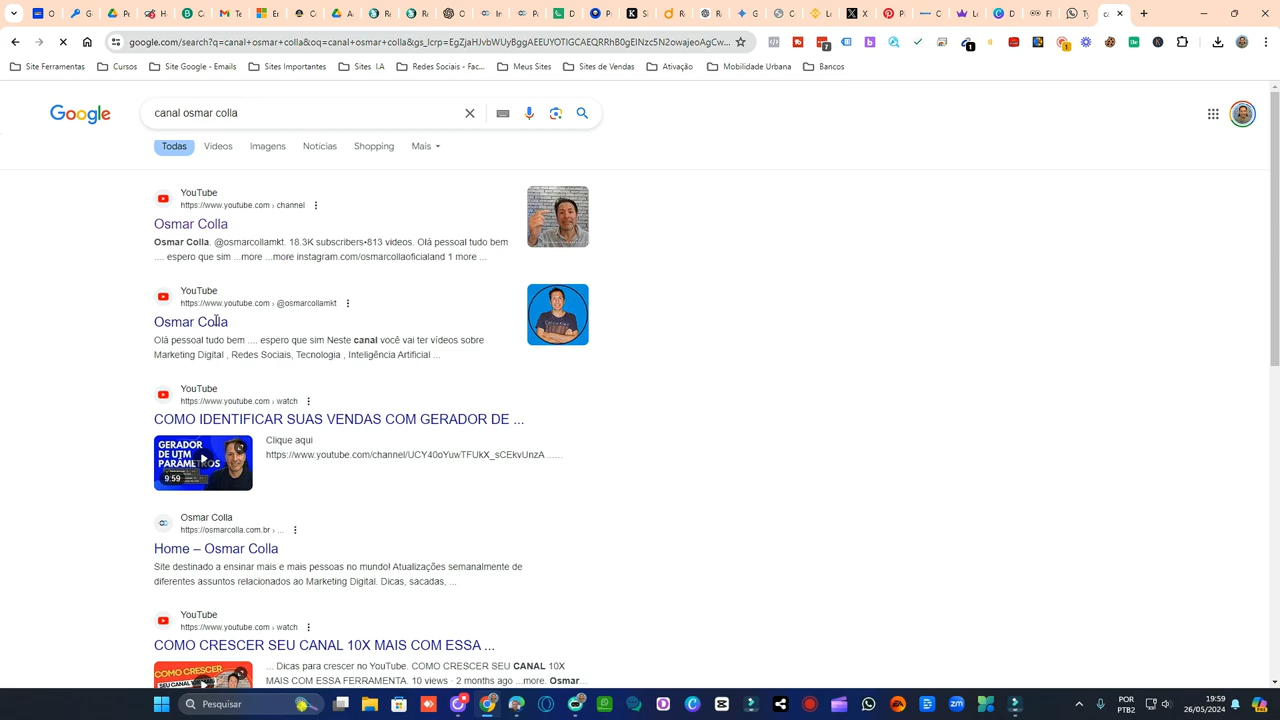 google.com/search?q=canal+osmar+colla&oq=canal+osmar+colla&gs_lcrp=EgZjaHJvbWUyBggAEEUYOTIGCAEQRRhB0gEINzc5N2owajeoAgCw...
Site Ferramentas
Cursos
Site Google - Emails
Sites Importantes
Sites I.A
Redes Sociais - Fac...
Meus Sites
Sites de Vendas
Ativação
Mobilidade Urbana
Bancos
Google
canal osmar colla
Todas
Vídeos
Imagens
Notícias
Shopping
Mais
YouTube
https://www.youtube.com › channel
Osmar Colla
Osmar Colla. @osmarcollamkt. 18.3K subscribers•813 videos. Olá pessoal tudo bem
.... espero que sim ...more ...more instagram.com/osmarcollaoficialand 1 more ...
YouTube
https://www.youtube.com › @osmarcollamkt
Osmar Colla
Olá pessoal tudo bem .... espero que sim Neste canal você vai ter vídeos sobre
Marketing Digital , Redes Sociais, Tecnologia , Inteligência Artificial ...
YouTube
https://www.youtube.com › watch
COMO IDENTIFICAR SUAS VENDAS COM GERADOR DE ...
GERADOR
DE UTM
PARÂMETROS
9:59
Clique aqui
https://www.youtube.com/channel/UCY40oYuwTFUkX_sCEkvUnzA ......
Osmar Colla
https://osmarcolla.com.br › ...
Home – Osmar Colla
Site destinado a ensinar mais e mais pessoas no mundo! Atualizações semanalmente de
diferentes assuntos relacionados ao Marketing Digital. Dicas, sacadas, ...
YouTube
https://www.youtube.com › watch
COMO CRESCER SEU CANAL 10X MAIS COM ESSA ...
COMO CRESCER
SEU CANAL
... Dicas para crescer no YouTube. COMO CRESCER SEU CANAL 10X
MAIS COM ESSA FERRAMENTA. 10 views · 2 months ago ...more. Osmar...
Pesquisar
POR
PTB2
19:59
26/05/2024